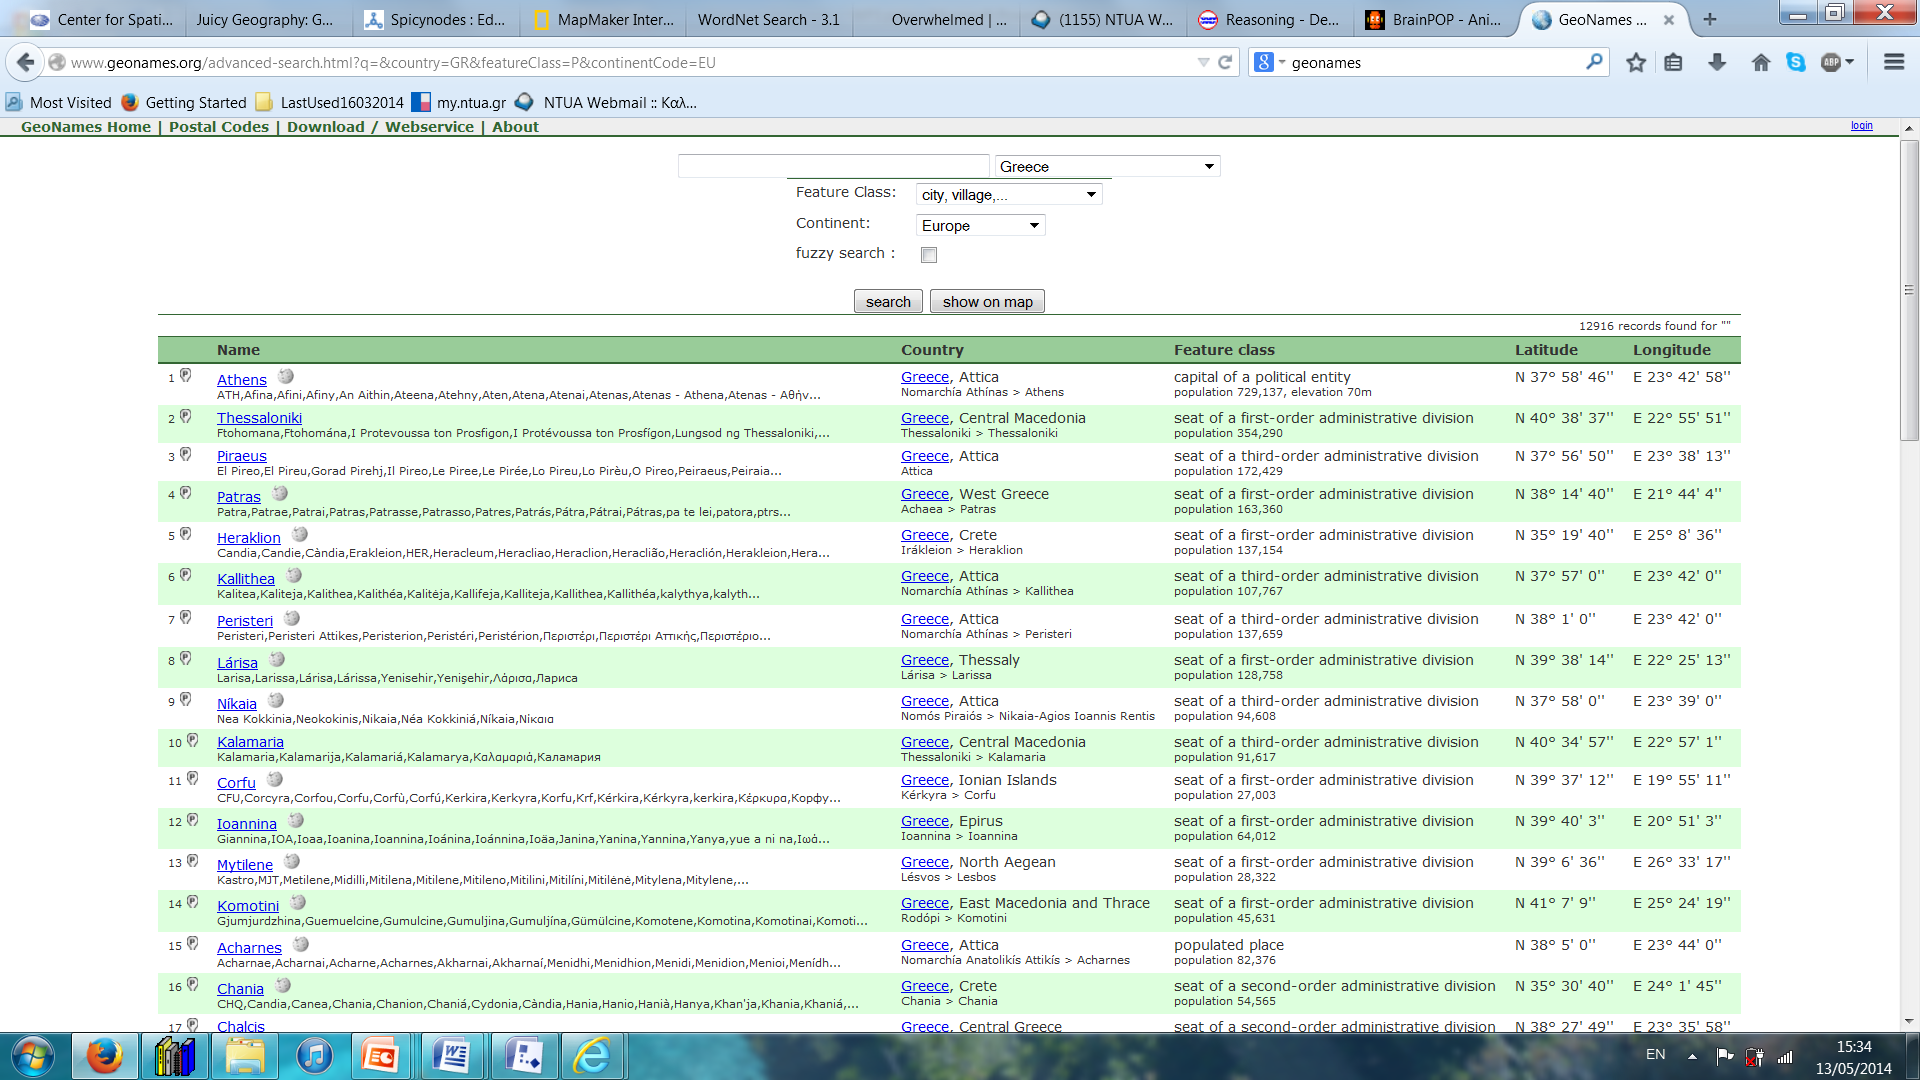 Center for Spati... Juicy Geography: G... Spicynodes : Ed... MapMaker Inter... WordNet Search - 3.1 Overwhelmed | ... (1155) NTUA W... Reasoning - De... BrainPOP - Ani... GeoNames ...
www.geonames.org/advanced-search.html?q=&country=GR&featureClass=P&continentCode=EU geonames
Most Visited Getting Started LastUsed16032014 my.ntua.gr NTUA Webmail :: Καλ...
GeoNames Home | Postal Codes | Download / Webservice | About login
Greece
Feature Class: city, village,...
Continent: Europe
fuzzy search :
search show on map
12916 records found for ""
Name Country Feature class Latitude Longitude
1 Athens Greece, Attica capital of a political entity N 37° 58' 46'' E 23° 42' 58''
ATH,Afina,Afini,Afiny,An Aithin,Ateena,Atehny,Aten,Atena,Atenai,Atenas,Atenas - Athena,Atenas - Αθήν... Nomarchía Athínas > Athens population 729,137, elevation 70m
2 Thessaloniki Greece, Central Macedonia seat of a first-order administrative division N 40° 38' 37'' E 22° 55' 51''
Ftohomana,Ftohomána,I Protevoussa ton Prosfigon,I Protévoussa ton Prosfígon,Lungsod ng Thessaloniki,... Thessaloniki > Thessaloniki population 354,290
3 Piraeus Greece, Attica seat of a third-order administrative division N 37° 56' 50'' E 23° 38' 13''
El Pireo,El Pireu,Gorad Pirehj,Il Pireo,Le Piree,Le Pirée,Lo Pireu,Lo Pirèu,O Pireo,Peiraeus,Peiraia... Attica population 172,429
4 Patras Greece, West Greece seat of a first-order administrative division N 38° 14' 40'' E 21° 44' 4''
Patra,Patrae,Patrai,Patras,Patrasse,Patrasso,Patres,Patrás,Pátra,Pátrai,Pátras,pa te lei,patora,ptrs... Achaea > Patras population 163,360
5 Heraklion Greece, Crete seat of a first-order administrative division N 35° 19' 40'' E 25° 8' 36''
Candia,Candie,Càndia,Erakleion,HER,Heracleum,Heracliao,Heraclion,Heraclião,Heraclión,Herakleion,Hera... Irákleion > Heraklion population 137,154
6 Kallithea Greece, Attica seat of a third-order administrative division N 37° 57' 0'' E 23° 42' 0''
Kalitea,Kaliteja,Kalithea,Kalithéa,Kalitėja,Kallifeja,Kalliteja,Kallithea,Kallithéa,kalythya,kalyth... Nomarchía Athínas > Kallithea population 107,767
7 Peristeri Greece, Attica seat of a third-order administrative division N 38° 1' 0'' E 23° 42' 0''
Peristeri,Peristeri Attikes,Peristerion,Peristéri,Peristérion,Περιστέρι,Περιστέρι Αττικής,Περιστέριο... Nomarchía Athínas > Peristeri population 137,659
8 Lárisa Greece, Thessaly seat of a first-order administrative division N 39° 38' 14'' E 22° 25' 13''
Larisa,Larissa,Lárisa,Lárissa,Yenisehir,Yenişehir,Λάρισα,Лариса Lárisa > Larissa population 128,758
9 Níkaia Greece, Attica seat of a third-order administrative division N 37° 58' 0'' E 23° 39' 0''
Nea Kokkinia,Neokokinis,Nikaia,Néa Kokkiniá,Níkaia,Νίκαια Nomós Piraiós > Nikaia-Agios Ioannis Rentis population 94,608
10 Kalamaria Greece, Central Macedonia seat of a third-order administrative division N 40° 34' 57'' E 22° 57' 1''
Kalamaria,Kalamarija,Kalamariá,Kalamarya,Καλαμαριά,Каламария Thessaloniki > Kalamaria population 91,617
11 Corfu Greece, Ionian Islands seat of a first-order administrative division N 39° 37' 12'' E 19° 55' 11''
CFU,Corcyra,Corfou,Corfu,Corfù,Corfú,Kerkira,Kerkyra,Korfu,Krf,Kérkira,Kérkyra,kerkira,Κέρκυρα,Корфу... Kérkyra > Corfu population 27,003
12 Ioannina Greece, Epirus seat of a first-order administrative division N 39° 40' 3'' E 20° 51' 3''
Giannina,IOA,Ioaa,Ioanina,Ioannina,Ioánina,Ioánnina,Ioäa,Janina,Yanina,Yannina,Yanya,yue a ni na,Ιωά... Ioannina > Ioannina population 64,012
13 Mytilene Greece, North Aegean seat of a first-order administrative division N 39° 6' 36'' E 26° 33' 17''
Kastro,MJT,Metilene,Midilli,Mitilena,Mitilene,Mitileno,Mitilini,Mitilíni,Mitilėnė,Mitylena,Mitylene,... Lésvos > Lesbos population 28,322
14 Komotini Greece, East Macedonia and Thrace seat of a first-order administrative division N 41° 7' 9'' E 25° 24' 19''
Gjumjurdzhina,Guemuelcine,Gumulcine,Gumuljina,Gumuljína,Gümülcine,Komotene,Komotina,Komotinai,Komoti... Rodópi > Komotini population 45,631
15 Acharnes Greece, Attica populated place N 38° 5' 0'' E 23° 44' 0''
Acharnae,Acharnai,Acharne,Acharnes,Akharnai,Akharnaí,Menidhi,Menidhion,Menidi,Menidion,Menioi,Menídh... Nomarchía Anatolikís Attikís > Acharnes population 82,376
16 Chania Greece, Crete seat of a second-order administrative division N 35° 30' 40'' E 24° 1' 45''
CHQ,Candia,Canea,Chania,Chanion,Chaniá,Cydonia,Càndia,Hania,Hanio,Hanià,Hanya,Khan'ja,Khania,Khaniá,... Chania > Chania population 54,565
17 Chalcis Greece, Central Greece seat of a second-order administrative division N 38° 27' 49'' E 23° 35' 58''
EN 15:34
13/05/2014